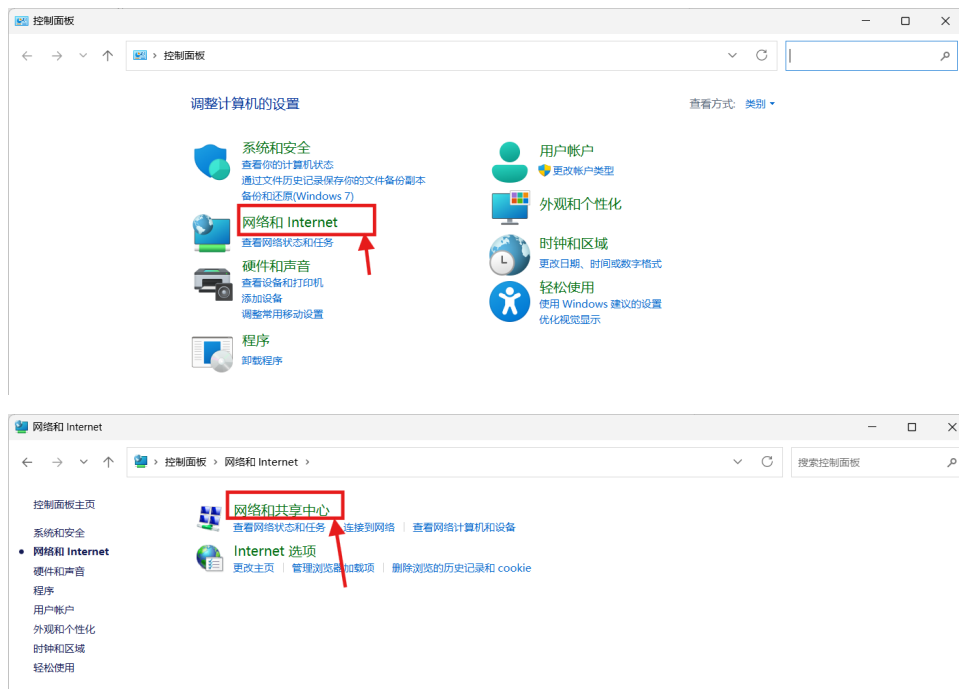 控制面板
控制面板
调整计算机的设置
查看方式: 类别
系统和安全
查看你的计算机状态
通过文件历史记录保存你的文件备份副本
备份和还原(Windows 7)
网络和 Internet
查看网络状态和任务
硬件和声音
查看设备和打印机
添加设备
调整常用移动设置
程序
卸载程序
用户帐户
更改帐户类型
外观和个性化
时钟和区域
更改日期、时间或数字格式
轻松使用
使用 Windows 建议的设置
优化视觉显示
网络和 Internet
控制面板 › 网络和 Internet ›
搜索控制面板
控制面板主页
系统和安全
网络和 Internet
硬件和声音
程序
用户帐户
外观和个性化
时钟和区域
轻松使用
网络和共享中心
查看网络状态和任务 连接到网络 查看网络计算机和设备
Internet 选项
更改主页 管理浏览器加载项 删除浏览的历史记录和 cookie